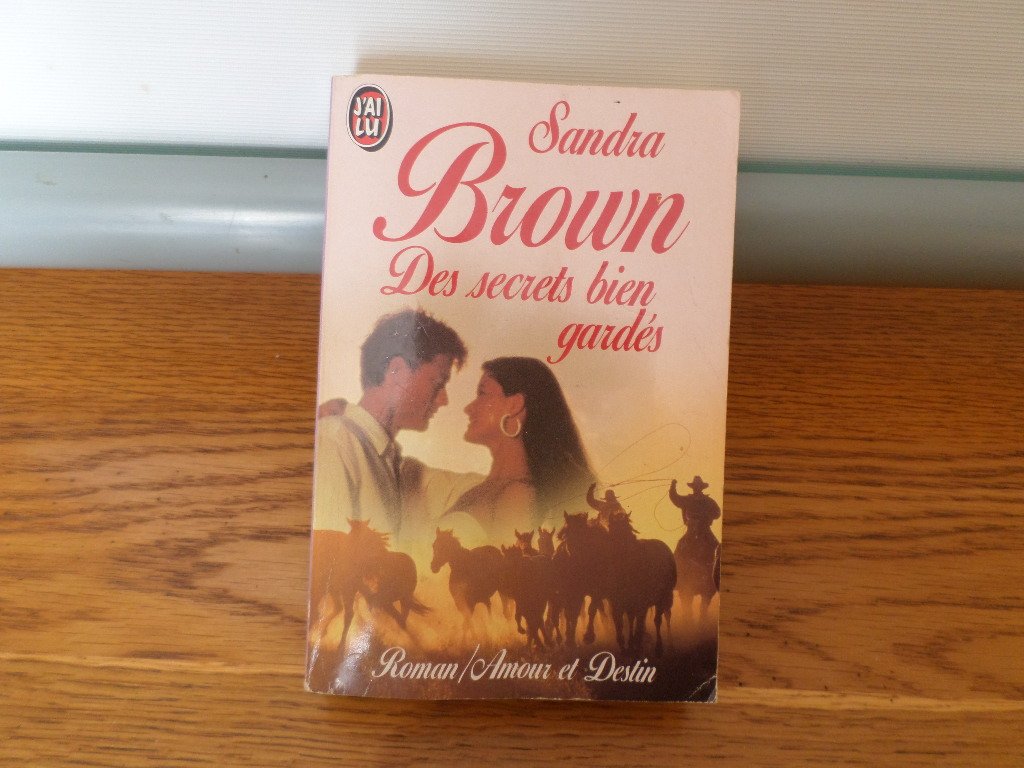 J'AI
LU
Sandra
Brown
Des secrets bien
gardés
Roman/Amour et Destin